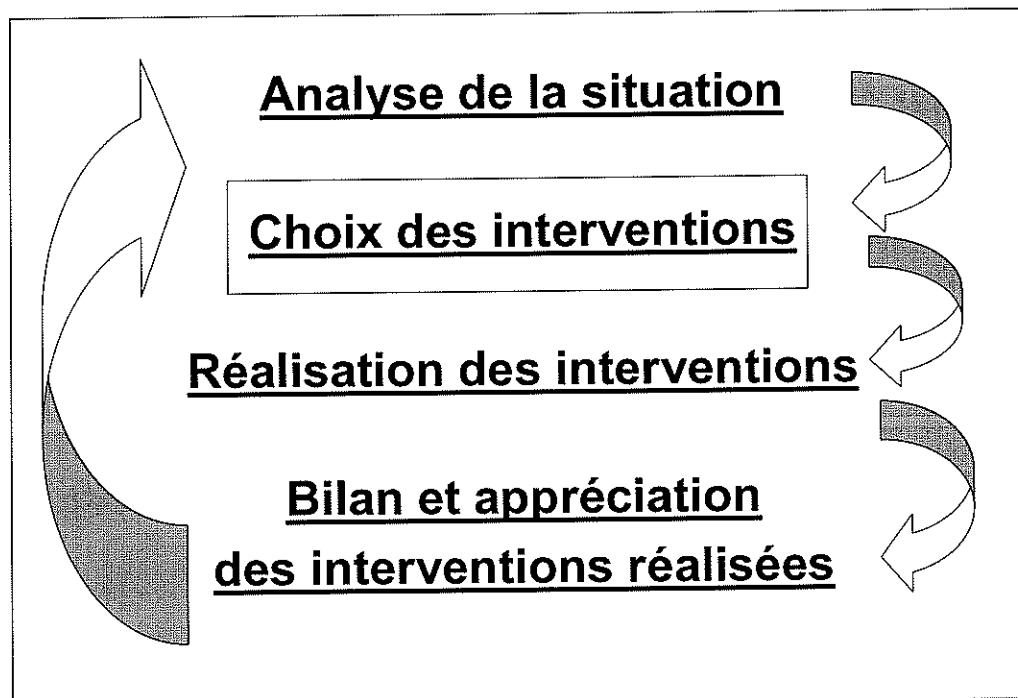 Analyse de la situation
Choix des interventions
Réalisation des interventions
Bilan et appréciation
des interventions réalisées